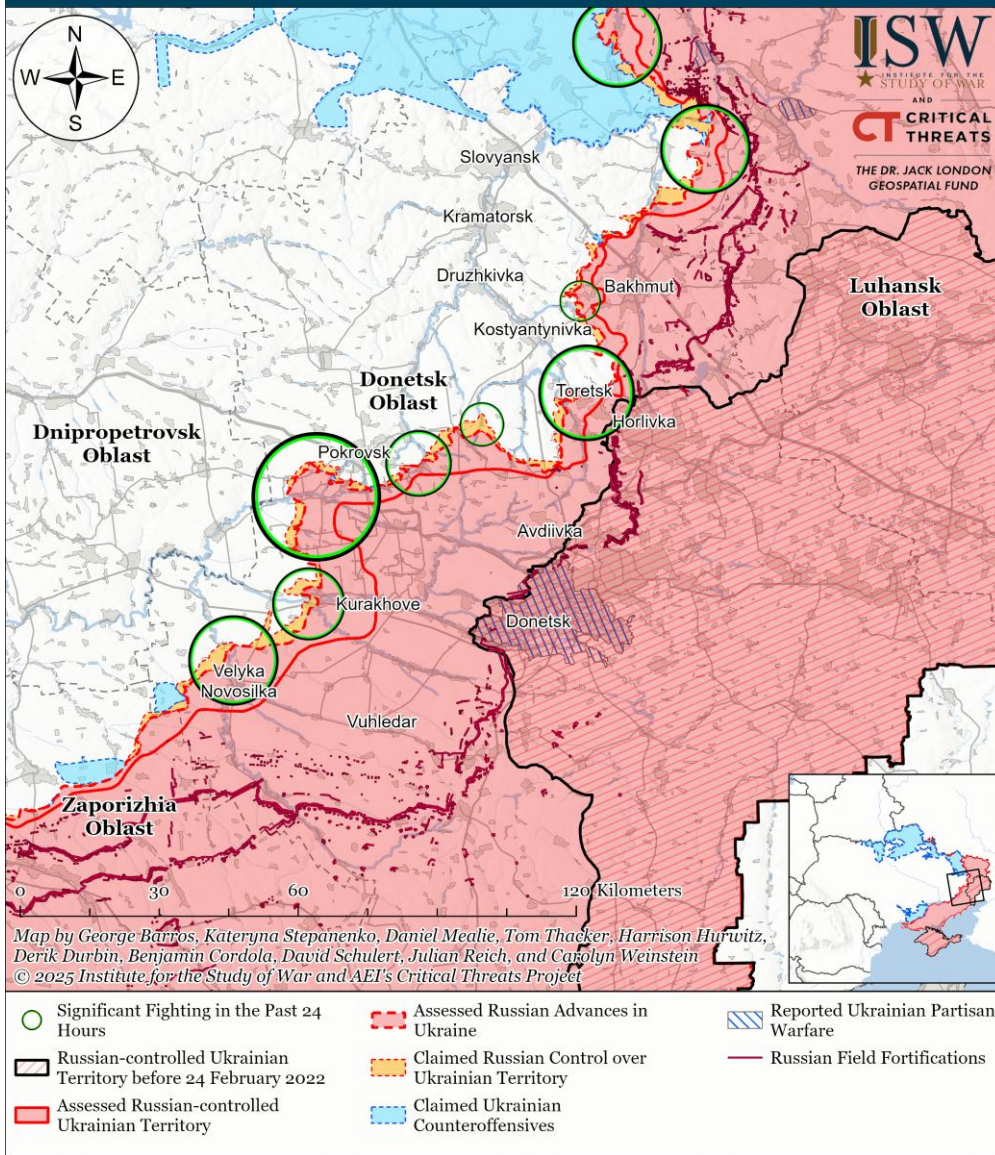 N
W E
S
ISW
INSTITUTE FOR THE
STUDY OF WAR
AND
CT CRITICAL
THREATS
THE DR. JACK LONDON
GEOSPATIAL FUND
Slovyansk
Kramatorsk
Druzhkivka
Bakhmut
Luhansk
Oblast
Kostyantynivka
Donetsk
Oblast
Toretsk
Horlivka
Dnipropetrovsk
Oblast
Pokrovsk
Avdiivka
Kurakhove
Donetsk
Velyka
Novosilka
Vuhledar
Zaporizhia
Oblast
0 30 60 120 Kilometers
Map by George Barros, Kateryna Stepanenko, Daniel Mealie, Tom Thacker, Harrison Hurwitz,
Derik Durbin, Benjamin Cordola, David Schulert, Julian Reich, and Carolyn Weinstein
© 2025 Institute for the Study of War and AEI's Critical Threats Project
Significant Fighting in the Past 24
Hours
Russian-controlled Ukrainian
Territory before 24 February 2022
Assessed Russian-controlled
Ukrainian Territory
Assessed Russian Advances in
Ukraine
Claimed Russian Control over
Ukrainian Territory
Claimed Ukrainian
Counteroffensives
Reported Ukrainian Partisan
Warfare
Russian Field Fortifications